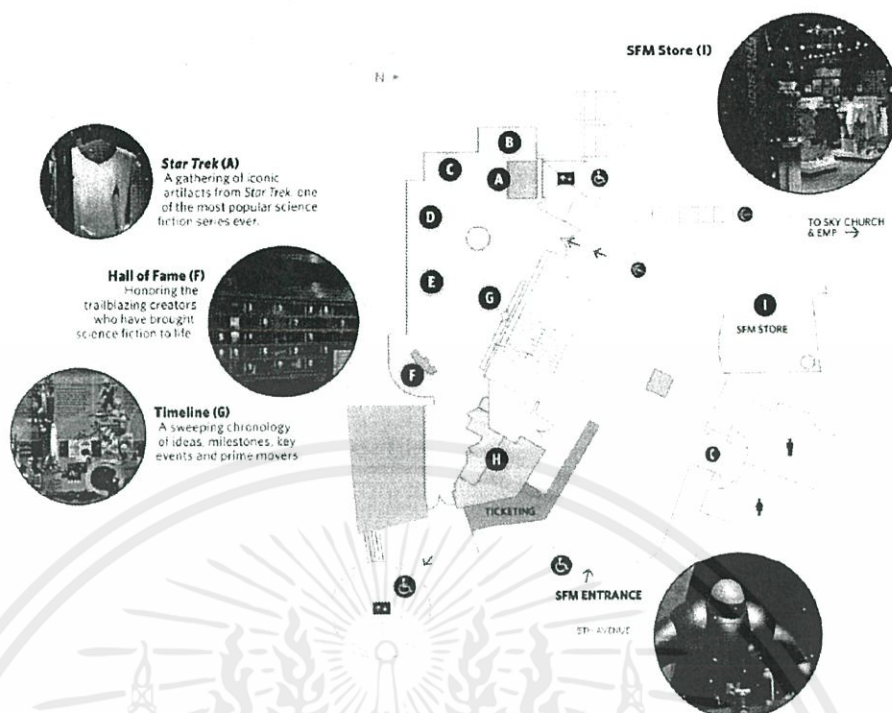 SFM Store (I)
N
B
C
A
Star Trek (A)
A gathering of iconic
artifacts from Star Trek, one
of the most popular science
fiction series ever.
D
TO SKY CHURCH
& EMP →
Hall of Fame (F)
Honoring the
trailblazing creators
who have brought
science fiction to life
E
G
I
SFM STORE
F
Timeline (G)
A sweeping chronology
of ideas, milestones, key
events and prime movers
H
TICKETING
SFM ENTRANCE
5TH AVENUE